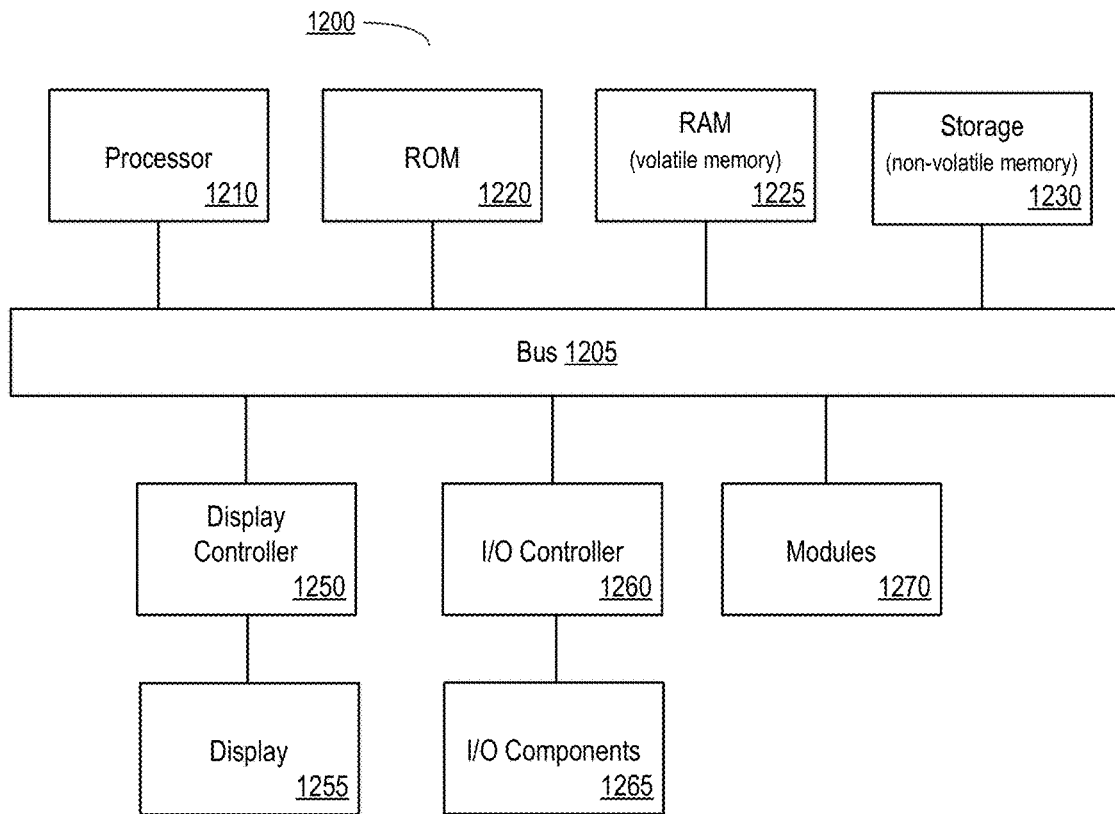 1200
Processor
1210
ROM
1220
RAM
(volatile memory)
1225
Storage
(non-volatile memory)
1230
Bus 1205
Display
Controller
1250
I/O Controller
1260
Modules
1270
Display
1255
I/O Components
1265